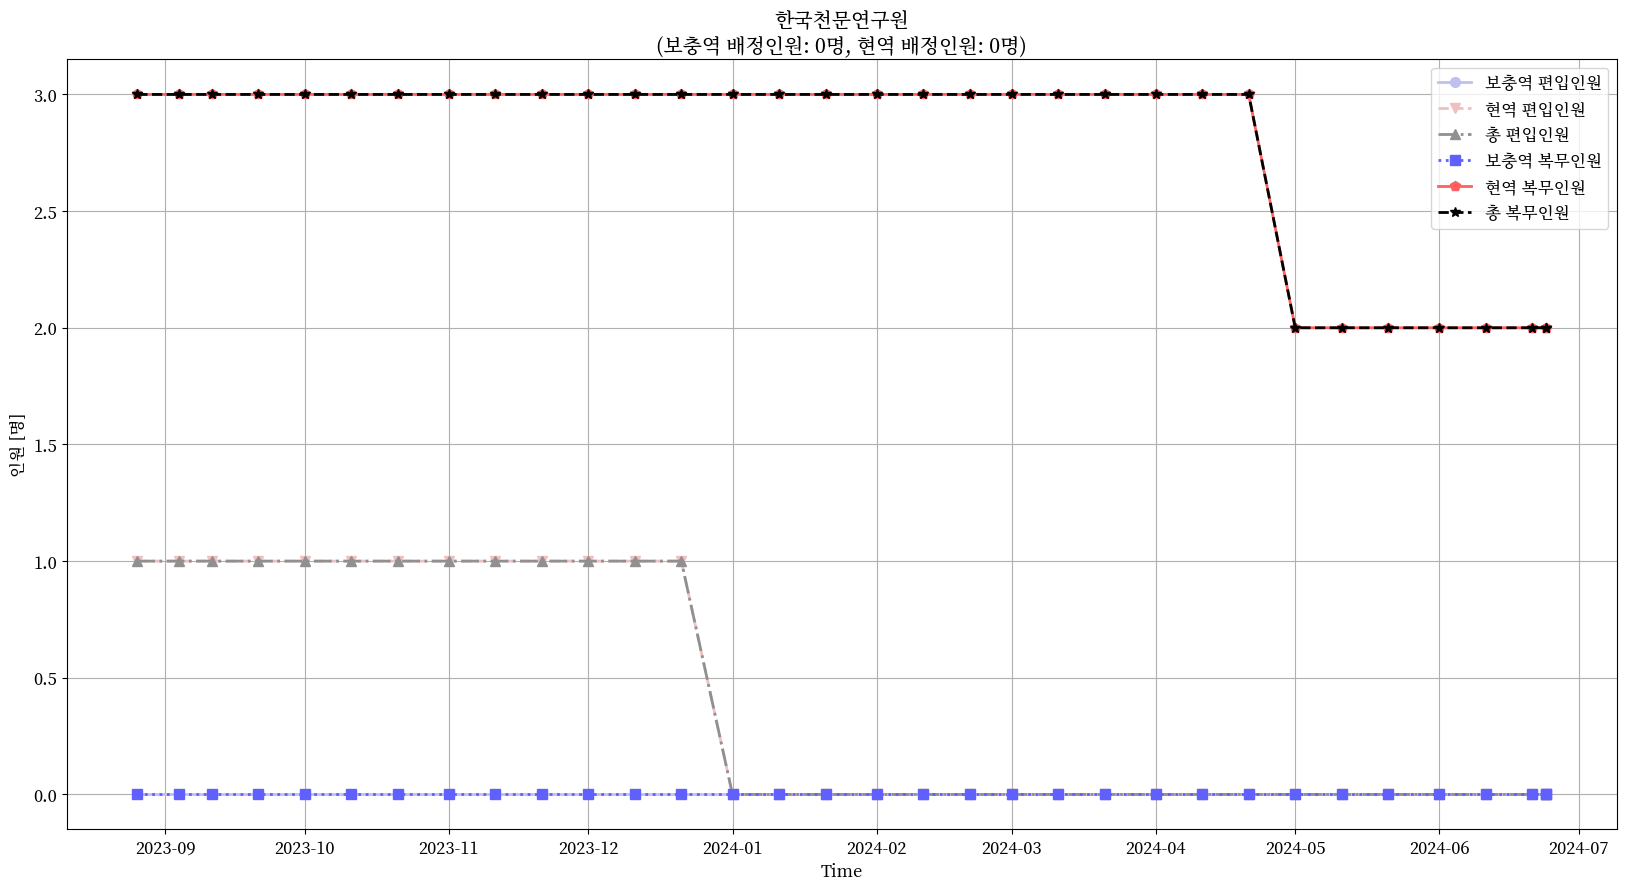 한국천문연구원
(보충역 배정인원: 0명, 현역 배정인원: 0명)
보충역 편입인원
현역 편입인원
총 편입인원
보충역 복무인원
현역 복무인원
총 복무인원
인원 [명]
3.0
2.5
2.0
1.5
1.0
0.5
0.0
2023-09 2023-10 2023-11 2023-12 2024-01 2024-02 2024-03 2024-04 2024-05 2024-06 2024-07
Time